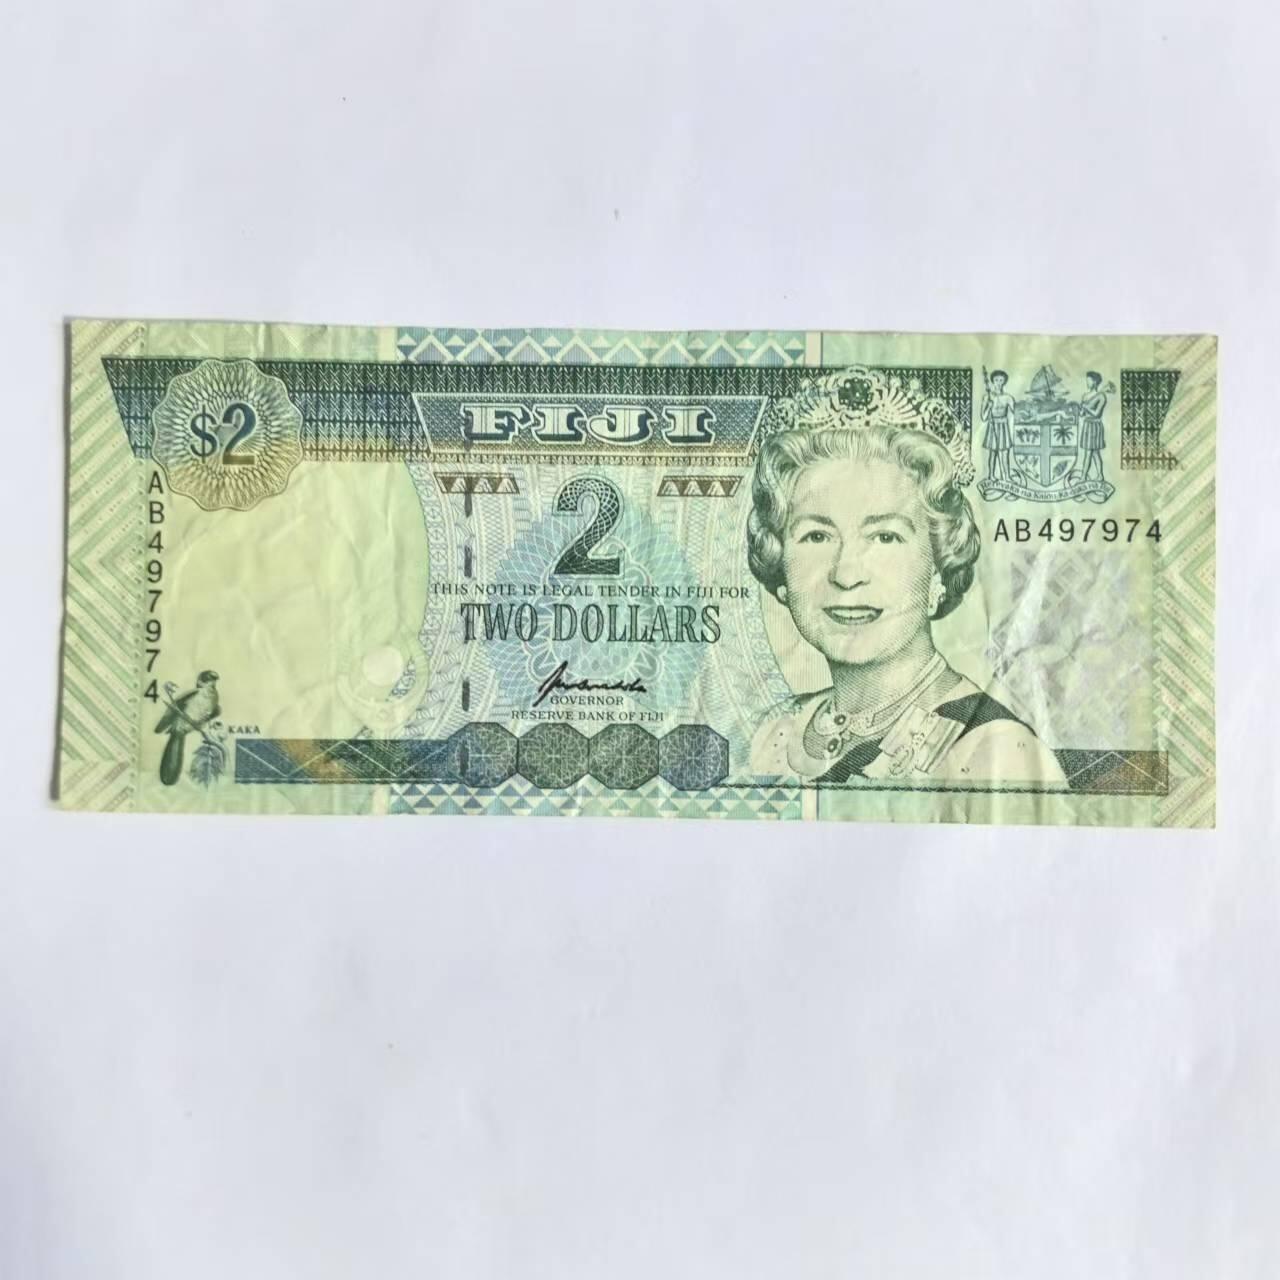 $2
FIJI
2
THIS NOTE IS LEGAL TENDER IN FIJI FOR
TWO DOLLARS
GOVERNOR
RESERVE BANK OF FIJI
AB497974
AB497974
KAKA